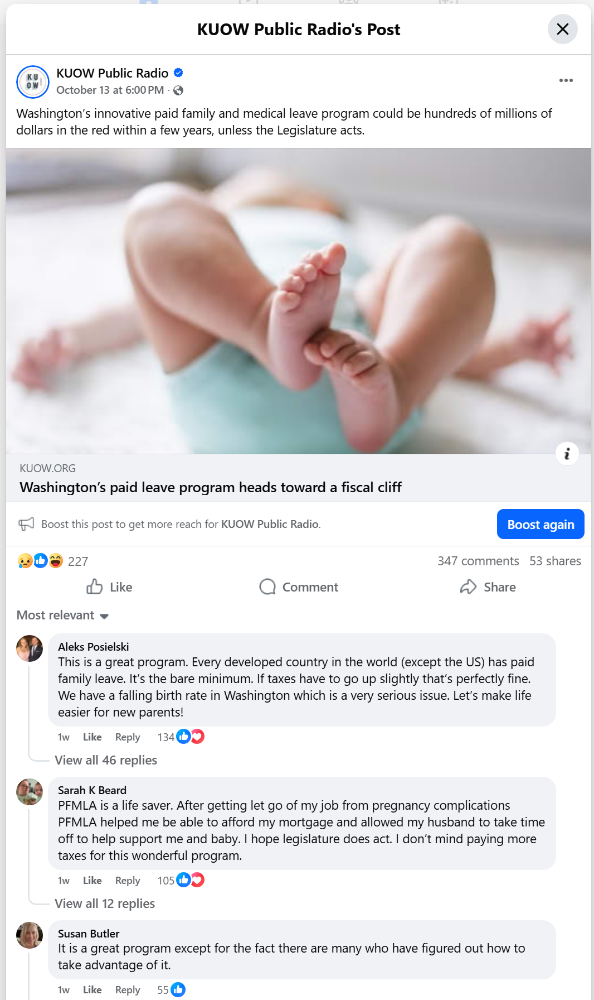 KUOW Public Radio's Post
KU
OW
KUOW Public Radio
October 13 at 6:00 PM ·
Washington’s innovative paid family and medical leave program could be hundreds of millions of
dollars in the red within a few years, unless the Legislature acts.
i
KUOW.ORG
Washington’s paid leave program heads toward a fiscal cliff
Boost this post to get more reach for KUOW Public Radio.
Boost again
227
347 comments 53 shares
Like
Comment
Share
Most relevant
Aleks Posielski
This is a great program. Every developed country in the world (except the US) has paid
family leave. It’s the bare minimum. If taxes have to go up slightly that’s perfectly fine.
We have a falling birth rate in Washington which is a very serious issue. Let’s make life
easier for new parents!
1w Like Reply 134
View all 46 replies
Sarah K Beard
PFMLA is a life saver. After getting let go of my job from pregnancy complications
PFMLA helped me be able to afford my mortgage and allowed my husband to take time
off to help support me and baby. I hope legislature does act. I don’t mind paying more
taxes for this wonderful program.
1w Like Reply 105
View all 12 replies
Susan Butler
It is a great program except for the fact there are many who have figured out how to
take advantage of it.
1w Like Reply 55